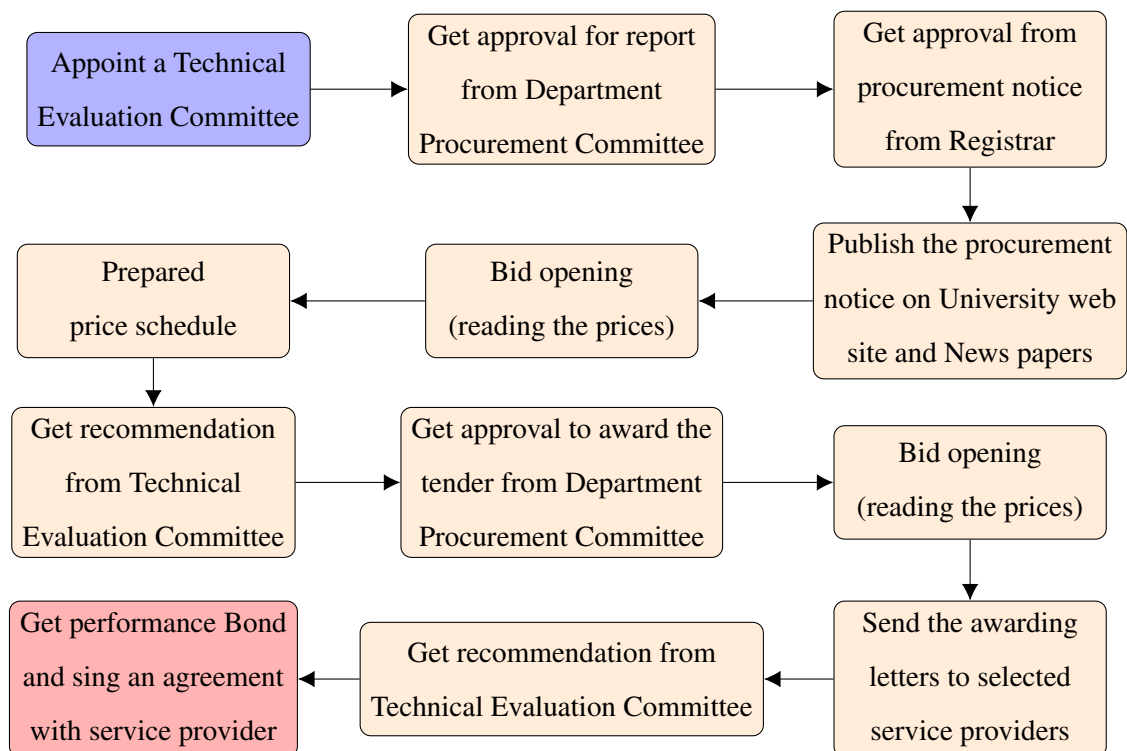 Appoint a Technical
Evaluation Committee
Get approval for report
from Department
Procurement Committee
Get approval from
procurement notice
from Registrar
Publish the procurement
notice on University web
site and News papers
Bid opening
(reading the prices)
Prepared
price schedule
Get recommendation
from Technical
Evaluation Committee
Get approval to award the
tender from Department
Procurement Committee
Bid opening
(reading the prices)
Send the awarding
letters to selected
service providers
Get recommendation from
Technical Evaluation Committee
Get performance Bond
and sing an agreement
with service provider